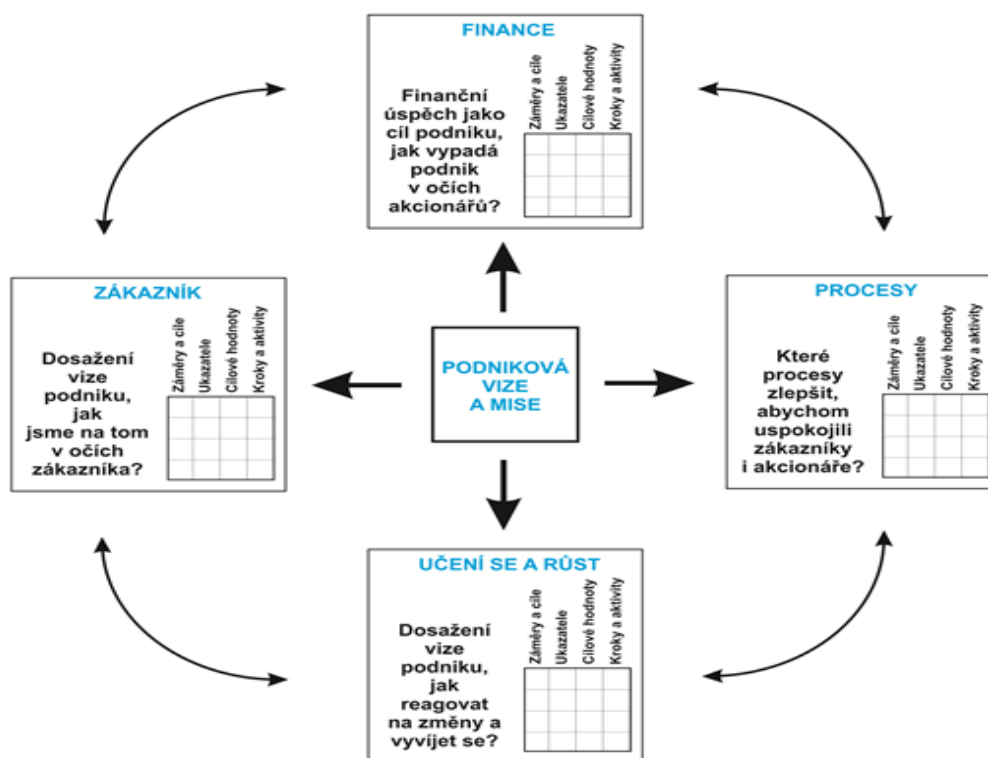 FINANCE
Finanční
úspěch jako
cíl podniku,
jak vypadá
podnik
v očích
akcionářů?
Záměry a cíle
Ukazatele
Cílové hodnoty
Kroky a aktivity
ZÁKAZNÍK
Dosažení
vize
podniku,
jak
jsme na tom
v očích
zákazníka?
Záměry a cíle
Ukazatele
Cílové hodnoty
Kroky a aktivity
PODNIKOVÁ
VIZE
A MISE
PROCESY
Které
procesy
zlepšit,
abychom
uspokojili
zákazníky
i akcionáře?
Záměry a cíle
Ukazatele
Cílové hodnoty
Kroky a aktivity
UČENÍ SE A RŮST
Dosažení
vize
podniku,
jak
reagovat
na změny a
vyvíjet se?
Záměry a cíle
Ukazatele
Cílové hodnoty
Kroky a aktivity